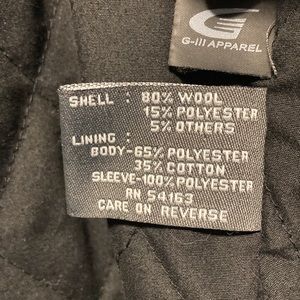 G-III APPAREL
SHELL : 80% WOOL
15% POLYESTER
5% OTHERS
LINING :
BODY-65% POLYESTER
35% COTTON
SLEEVE-100% POLYESTER
RN 54163
CARE ON REVERSE